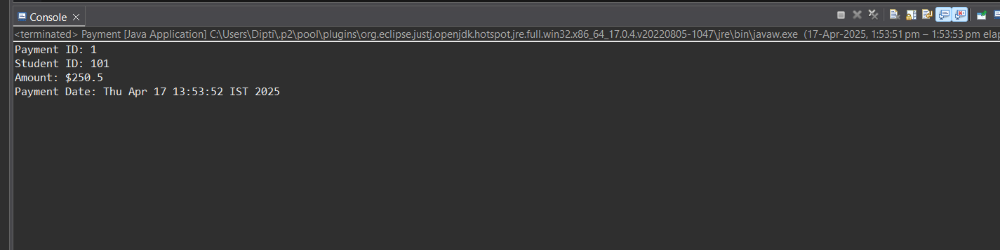 Console
<terminated> Payment [Java Application] C:\Users\Dipti\.p2\pool\plugins\org.eclipse.justj.openjdk.hotspot.jre.full.win32.x86_64_17.0.4.v20220805-1047\jre\bin\javaw.exe (17-Apr-2025, 1:53:51 pm – 1:53:53 pm elap
Payment ID: 1
Student ID: 101
Amount: $250.5
Payment Date: Thu Apr 17 13:53:52 IST 2025